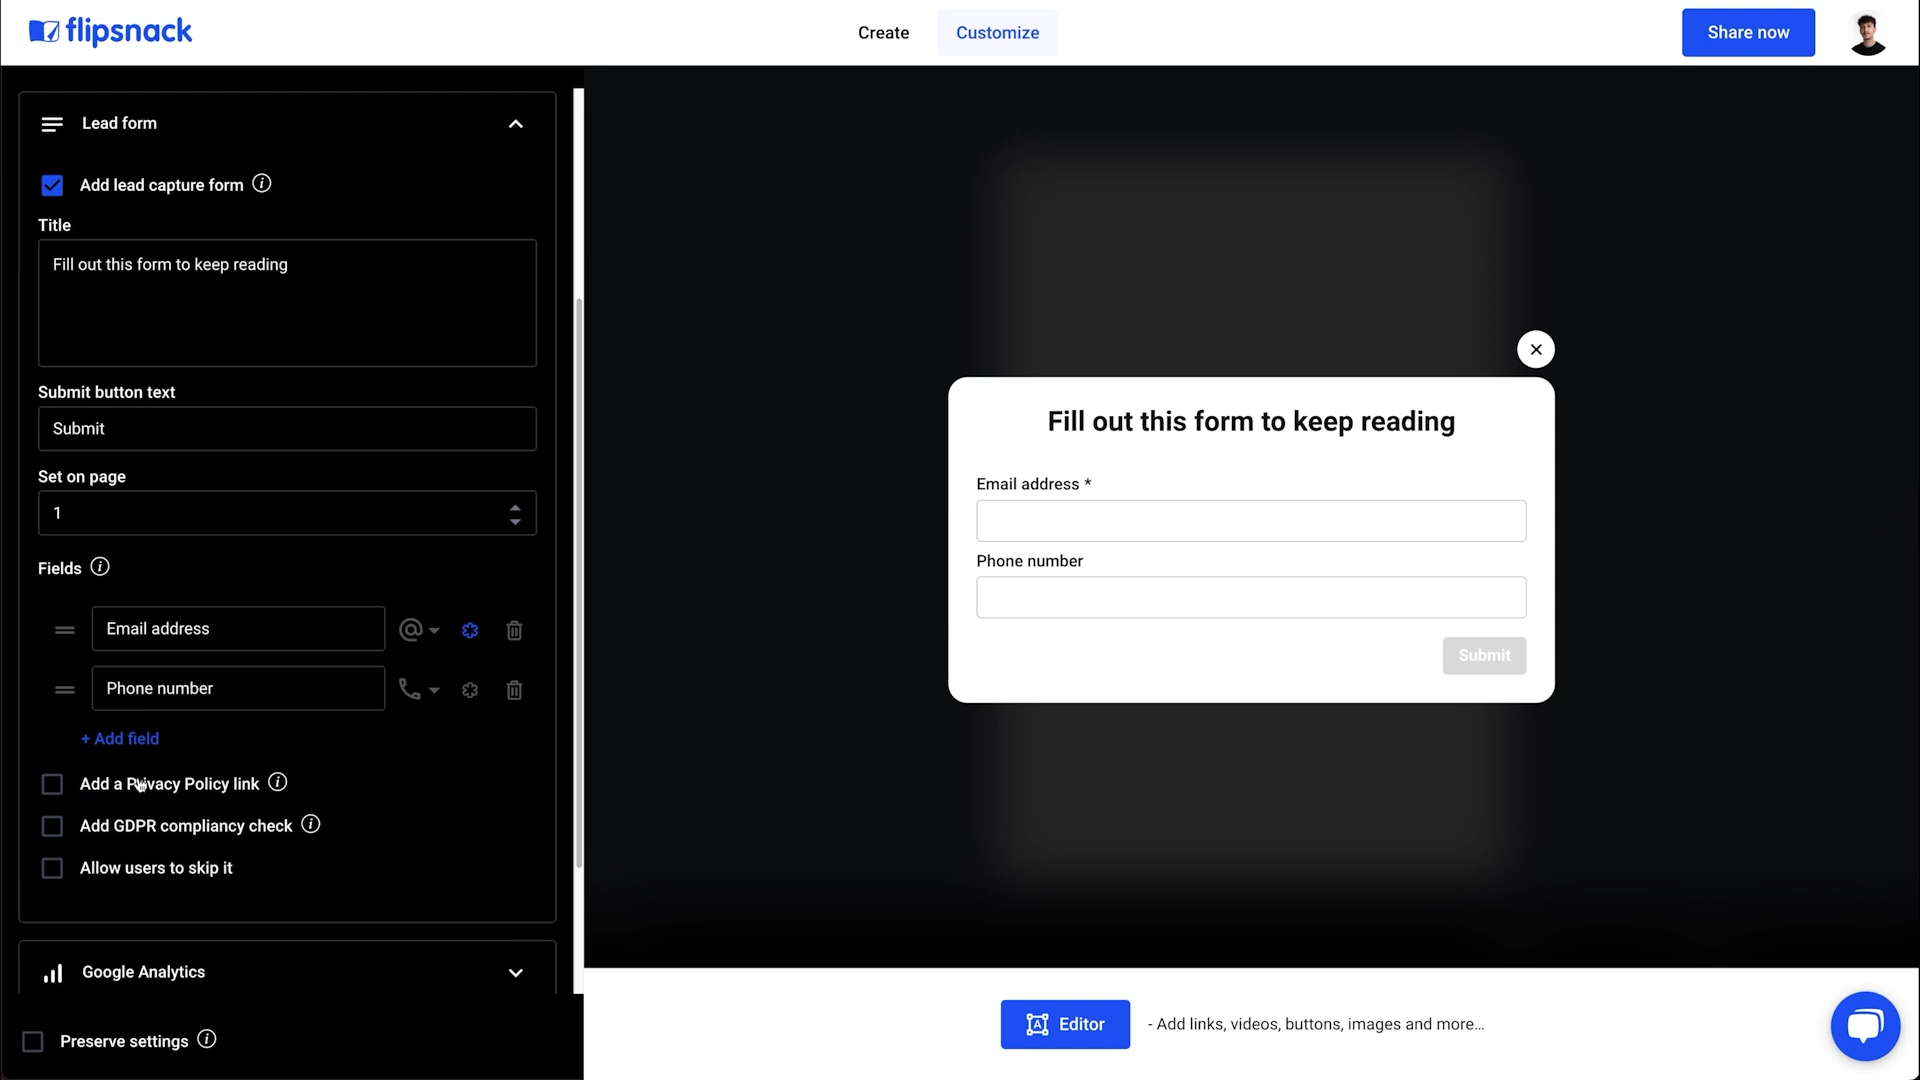 flipsnack
Create
Customize
Share now
Lead form
Add lead capture form
Title
Fill out this form to keep reading
Submit button text
Submit
Set on page
1
Fields
Email address
Phone number
+ Add field
Add a Privacy Policy link
Add GDPR compliancy check
Allow users to skip it
Google Analytics
Preserve settings
Fill out this form to keep reading
Email address *
Phone number
Submit
Editor
- Add links, videos, buttons, images and more...